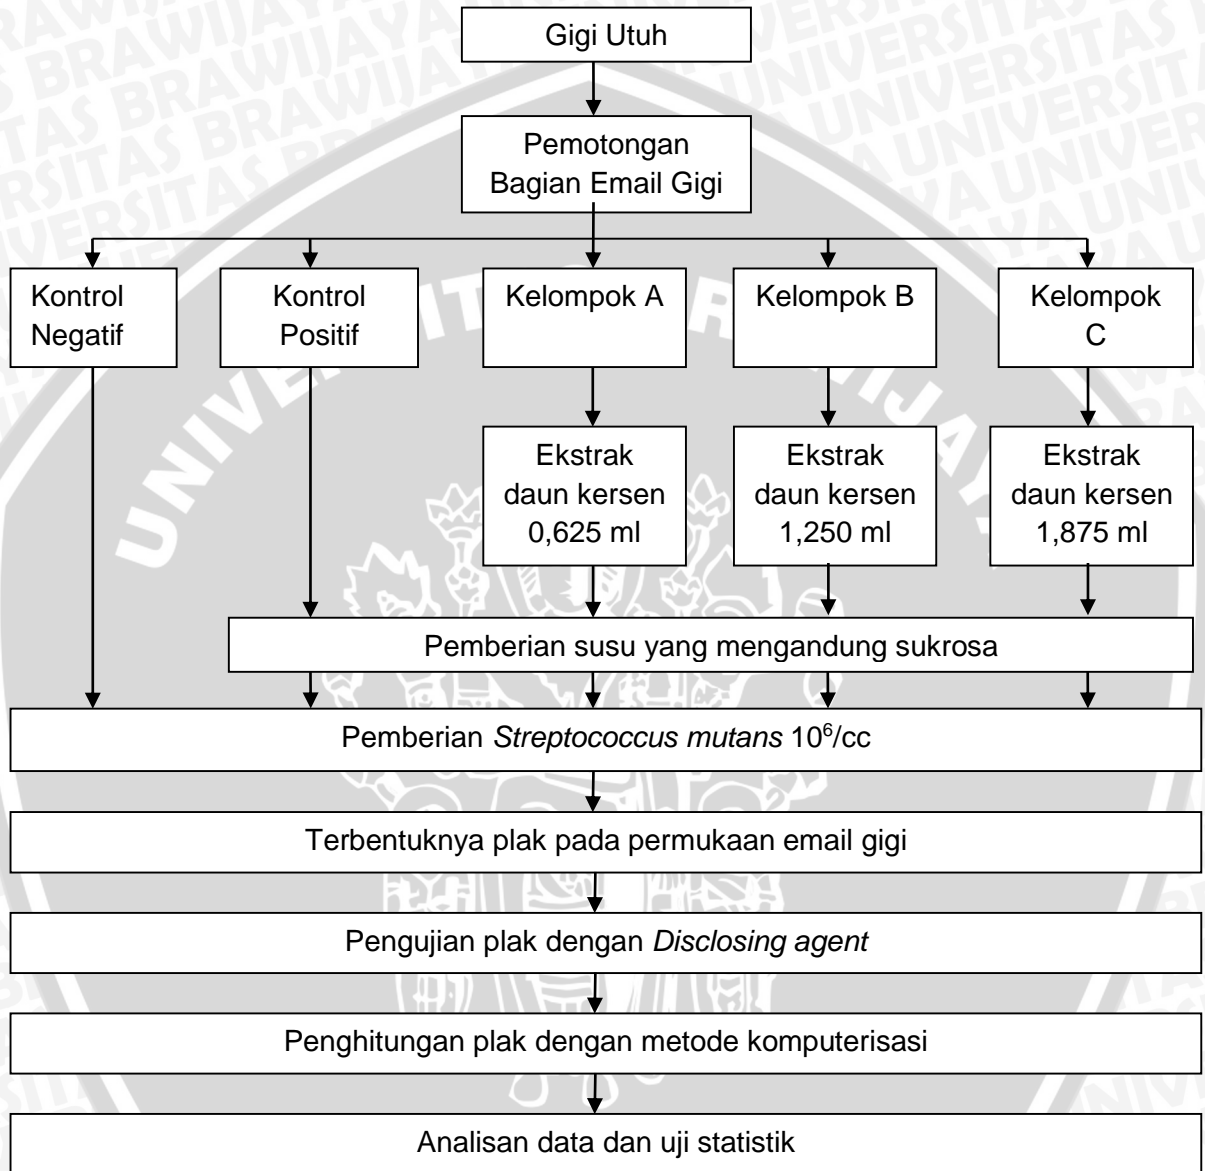 Gigi Utuh
Pemotongan
Bagian Email Gigi
Kontrol
Negatif
Kontrol
Positif
Kelompok A
Kelompok B
Kelompok
C
Ekstrak
daun kersen
0,625 ml
Ekstrak
daun kersen
1,250 ml
Ekstrak
daun kersen
1,875 ml
Pemberian susu yang mengandung sukrosa
Pemberian Streptococcus mutans 10⁶/cc
Terbentuknya plak pada permukaan email gigi
Pengujian plak dengan Disclosing agent
Penghitungan plak dengan metode komputerisasi
Analisan data dan uji statistik